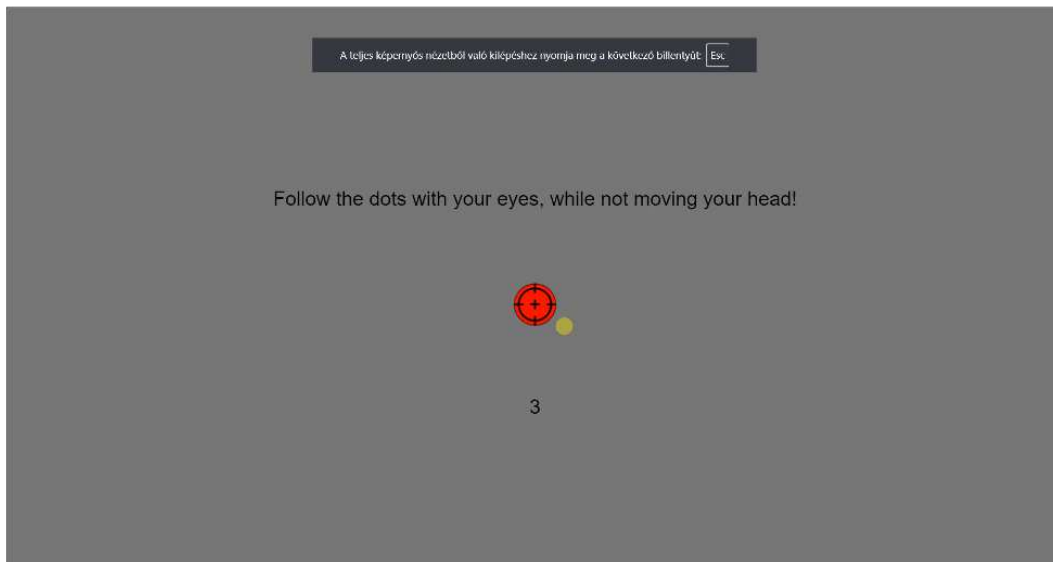 A teljes képernyős nézetből való kilépéshez nyomja meg a következő billentyűt: Esc
Follow the dots with your eyes, while not moving your head!
3